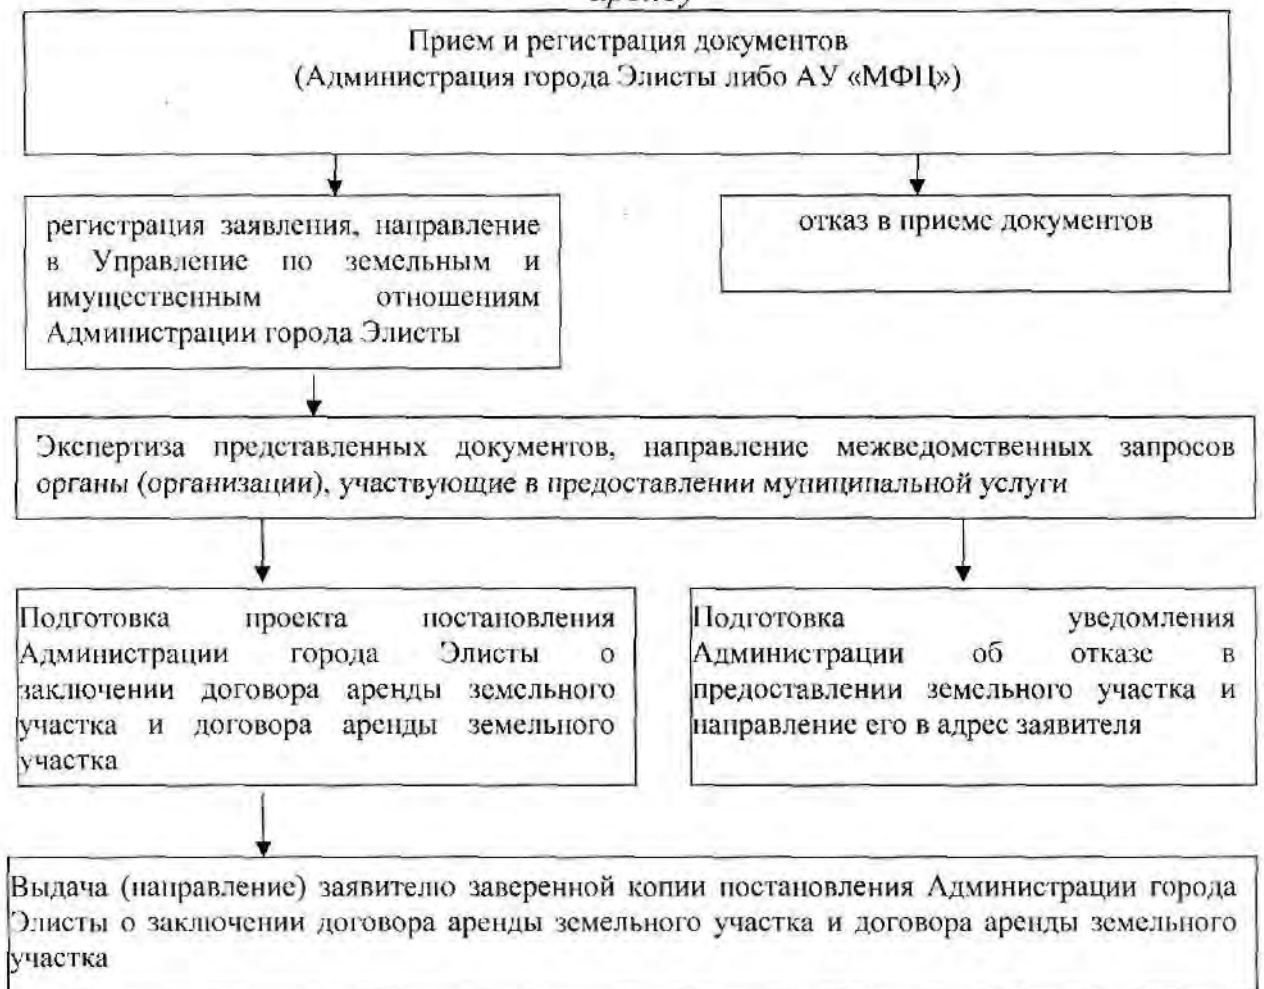 аренду
Прием и регистрация документов
(Администрация города Элисты либо АУ «МФЦ»)
регистрация заявления, направление
в Управление по земельным и
имущественным отношениям
Администрации города Элисты
отказ в приеме документов
Экспертиза представленных документов, направление межведомственных запросов
органы (организации), участвующие в предоставлении муниципальной услуги
Подготовка проекта постановления
Администрации города Элисты о
заключении договора аренды земельного
участка и договора аренды земельного
участка
Подготовка уведомления
Администрации об отказе в
предоставлении земельного участка и
направление его в адрес заявителя
Выдача (направление) заявителю заверенной копии постановления Администрации города
Элисты о заключении договора аренды земельного участка и договора аренды земельного
участка